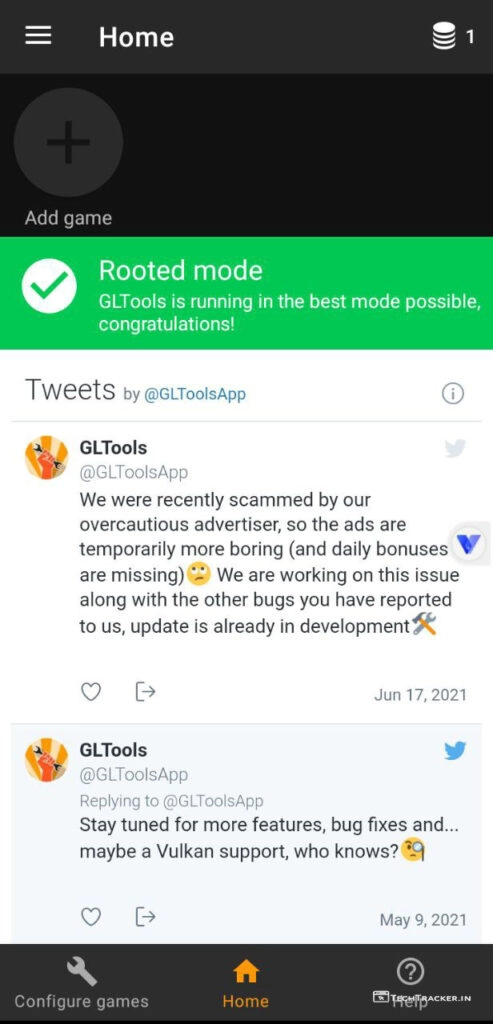 Home
1
Add game
Rooted mode
GLTools is running in the best mode possible,
congratulations!
Tweets by @GLToolsApp
GLTools
@GLToolsApp
We were recently scammed by our
overcautious advertiser, so the ads are
temporarily more boring (and daily bonuses
are missing)🙄 We are working on this issue
along with the other bugs you have reported
to us, update is already in development🛠
Jun 17, 2021
GLTools
@GLToolsApp
Replying to @GLToolsApp
Stay tuned for more features, bug fixes and...
maybe a Vulkan support, who knows?🧐
May 9, 2021
Configure games
Home
Help
TechTracker.in